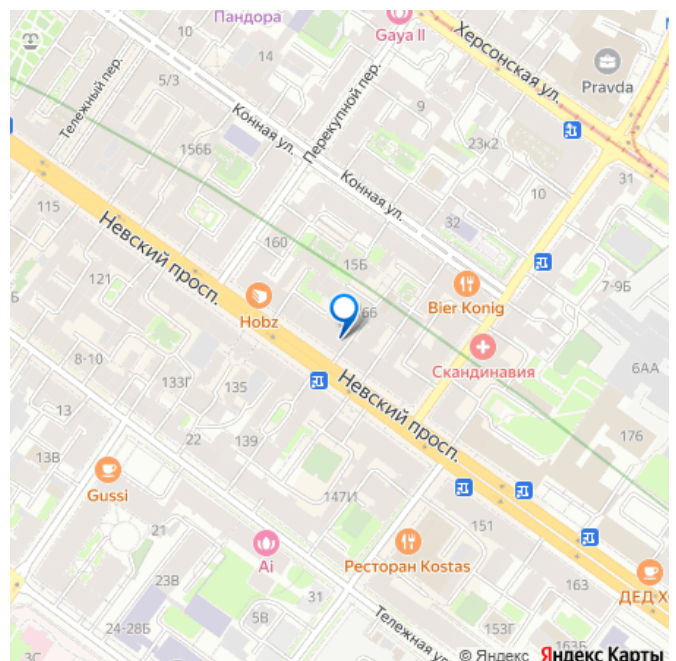 Пандора
10
Gaya II
Херсонская ул.
14
Pravda
5/3
Тележный пер.
Перекупной пер.
9
Конная ул.
156Б
23к2
31
Конная ул.
10
115
32
Невский просп.
160
15Б
7-9Б
121
Hobz
Bier Konig
Скандинавия
6АА
8-10
133Г
135
Невский просп.
13
22
139
176
13В
Gussi
147И
21
151
Ai
Ресторан Kostas
23В
31
163
ДЕД Х
5В
24-28Б
Тележная ул.
153Г
163Б
3С
© Яндекс Яндекс Карты